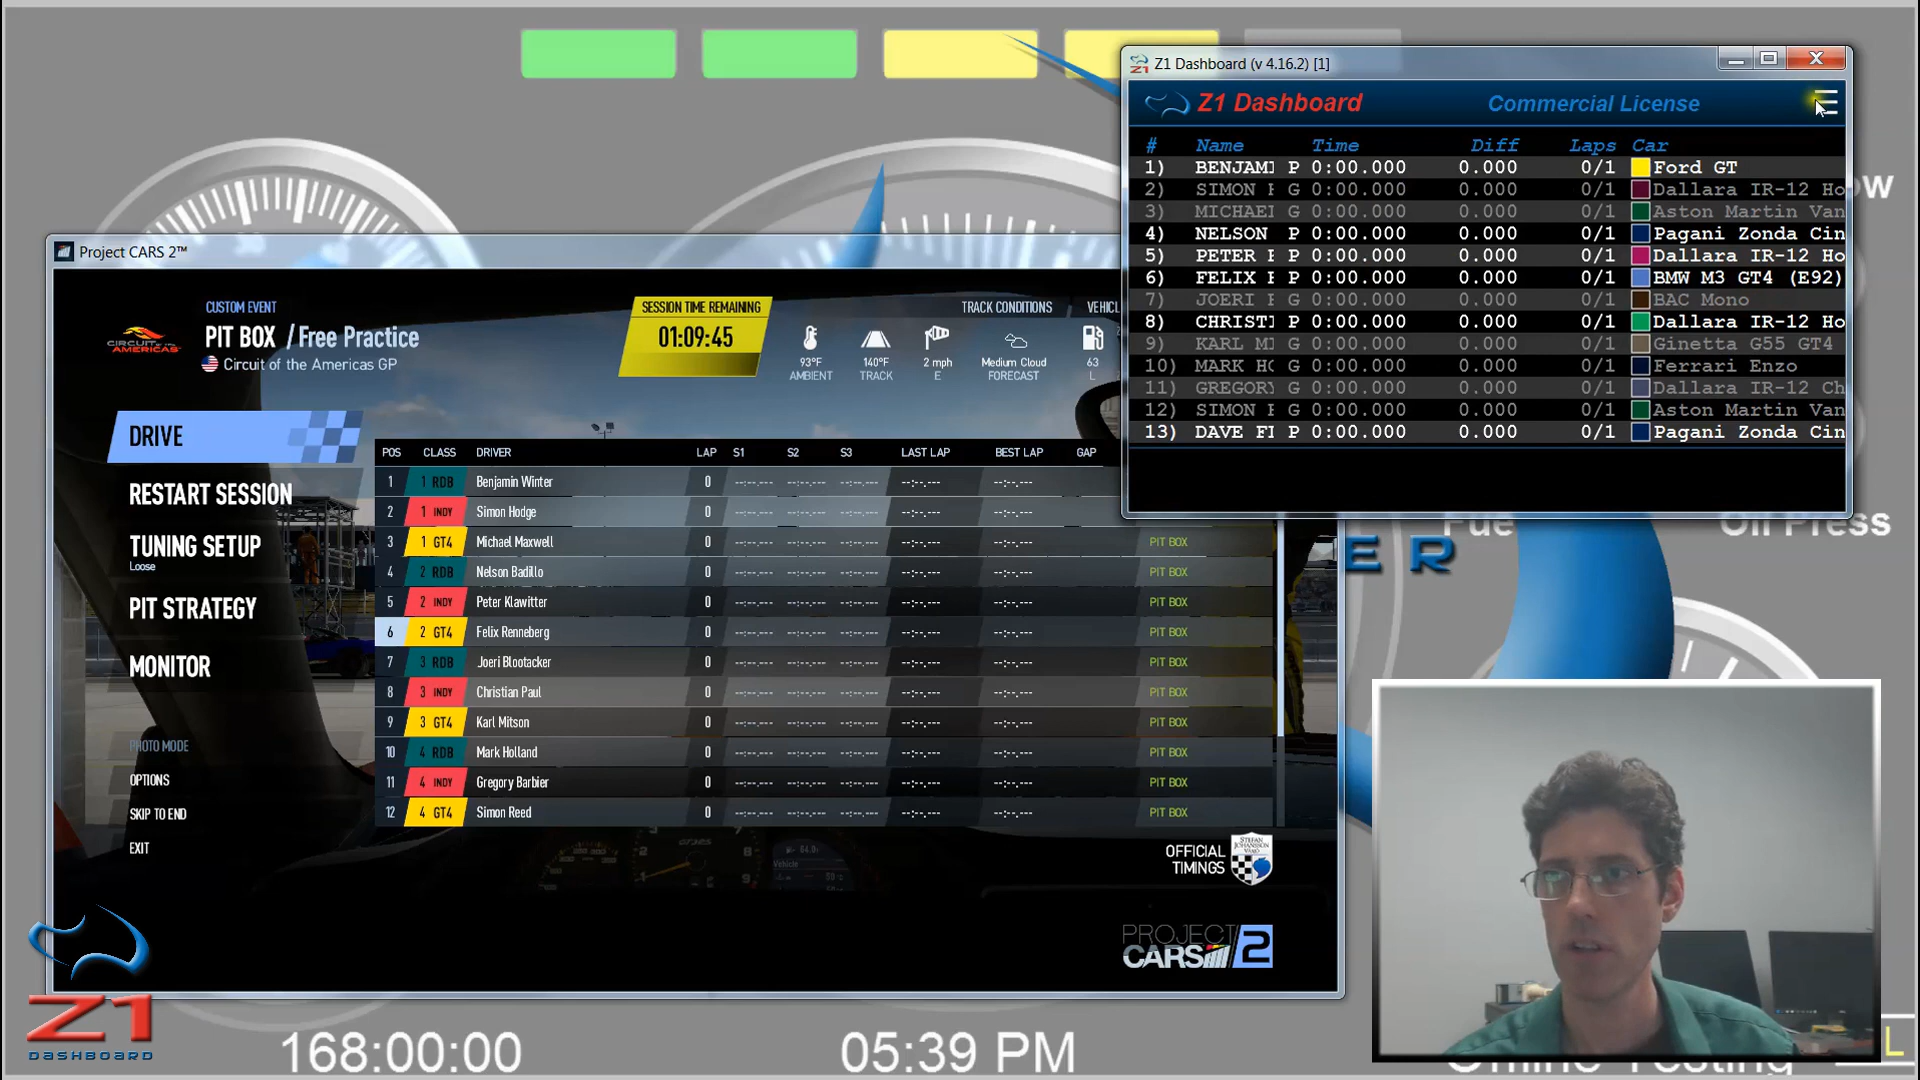 Z1 Dashboard (v 4.16.2) [1]
Z1 Dashboard Commercial License
# Name Time Diff Laps Car
1) BENJAMI P 0:00.000 0.000 0/1 Ford GT
2) SIMON H G 0:00.000 0.000 0/1 Dallara IR-12 Ho
3) MICHAEL G 0:00.000 0.000 0/1 Aston Martin Van
4) NELSON P 0:00.000 0.000 0/1 Pagani Zonda Cin
5) PETER K P 0:00.000 0.000 0/1 Dallara IR-12 Ho
6) FELIX R P 0:00.000 0.000 0/1 BMW M3 GT4 (E92)
7) JOERI B G 0:00.000 0.000 0/1 BAC Mono
8) CHRISTI P 0:00.000 0.000 0/1 Dallara IR-12 Ho
9) KARL MI G 0:00.000 0.000 0/1 Ginetta G55 GT4
10) MARK HO G 0:00.000 0.000 0/1 Ferrari Enzo
11) GREGORY G 0:00.000 0.000 0/1 Dallara IR-12 Ch
12) SIMON R G 0:00.000 0.000 0/1 Aston Martin Van
13) DAVE FI P 0:00.000 0.000 0/1 Pagani Zonda Cin
Project CARS 2™
CIRCUIT OF THE AMERICAS
CUSTOM EVENT
PIT BOX / Free Practice
Circuit of the Americas GP
SESSION TIME REMAINING
01:09:45
TRACK CONDITIONS
VEHICL
93°F
AMBIENT
140°F
TRACK
2 mph
E
Medium Cloud
FORECAST
63
L
DRIVE
RESTART SESSION
TUNING SETUP
Loose
PIT STRATEGY
MONITOR
PHOTO MODE
OPTIONS
SKIP TO END
EXIT
POS CLASS DRIVER LAP S1 S2 S3 LAST LAP BEST LAP GAP
1 1 RDB Benjamin Winter 0 --:--.--- --:--.--- --:--.--- --:--.--- --:--.---
2 1 INDY Simon Hodge 0 --:--.--- --:--.--- --:--.--- --:--.--- --:--.---
3 1 GT4 Michael Maxwell 0 --:--.--- --:--.--- --:--.--- --:--.--- --:--.--- PIT BOX
4 2 RDB Nelson Badillo 0 --:--.--- --:--.--- --:--.--- --:--.--- --:--.--- PIT BOX
5 2 INDY Peter Klawitter 0 --:--.--- --:--.--- --:--.--- --:--.--- --:--.--- PIT BOX
6 2 GT4 Felix Renneberg 0 --:--.--- --:--.--- --:--.--- --:--.--- --:--.--- PIT BOX
7 3 RDB Joeri Blootacker 0 --:--.--- --:--.--- --:--.--- --:--.--- --:--.--- PIT BOX
8 3 INDY Christian Paul 0 --:--.--- --:--.--- --:--.--- --:--.--- --:--.--- PIT BOX
9 3 GT4 Karl Mitson 0 --:--.--- --:--.--- --:--.--- --:--.--- --:--.--- PIT BOX
10 4 RDB Mark Holland 0 --:--.--- --:--.--- --:--.--- --:--.--- --:--.--- PIT BOX
11 4 INDY Gregory Barbier 0 --:--.--- --:--.--- --:--.--- --:--.--- --:--.--- PIT BOX
12 4 GT4 Simon Reed 0 --:--.--- --:--.--- --:--.--- --:--.--- --:--.--- PIT BOX
OFFICIAL
TIMINGS
STEFAN
JOHANSSON
PROJECT
CARS 2
Oil Press
E R
Z1
DASHBOARD
168:00:00
05:39 PM
L